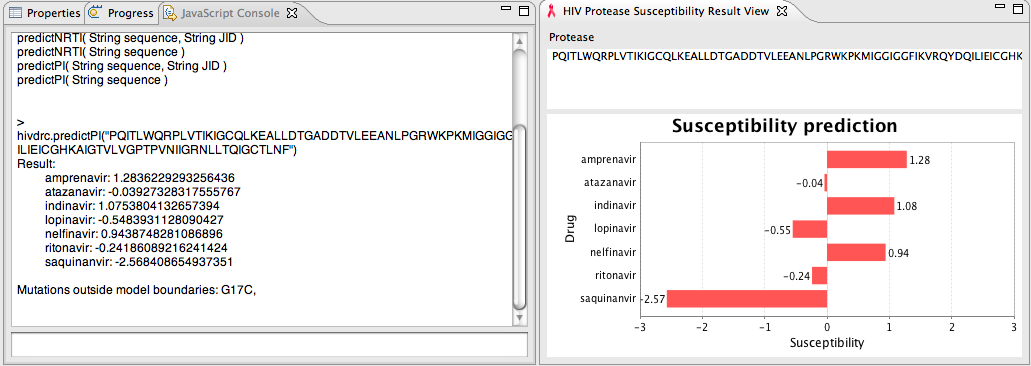 Properties
Progress
JavaScript Console
predictNRTI( String sequence, String JID )
predictNRTI( String sequence )
predictPI( String sequence, String JID )
predictPI( String sequence )
>
hivdrc.predictPI("PQITLWQRPLVTIKIGCQLKEALLDTGADDTVLEEANLPGRWKPKMIGGIGG
ILIEICGHKAIGTVLVGPTPVNIIGRNLLTQIGCTLNF")
Result:
amprenavir: 1.2836229293256436
atazanavir: -0.03927328317555767
indinavir: 1.0753804132657394
lopinavir: -0.5483931128090427
nelfinavir: 0.9438748281086896
ritonavir: -0.24186089216241424
saquinanvir: -2.568408654937351
Mutations outside model boundaries: G17C,
HIV Protease Susceptibility Result View
Protease
PQITLWQRPLVTIKIGCQLKEALLDTGADDTVLEEANLPGRWKPKMIGGIGGFIKVRQYDQILIEICGHK
Susceptibility prediction
amprenavir 1.28
atazanavir -0.04
indinavir 1.08
lopinavir -0.55
nelfinavir 0.94
ritonavir -0.24
saquinanvir -2.57
Drug
-3 -2 -1 0 1 2 3
Susceptibility